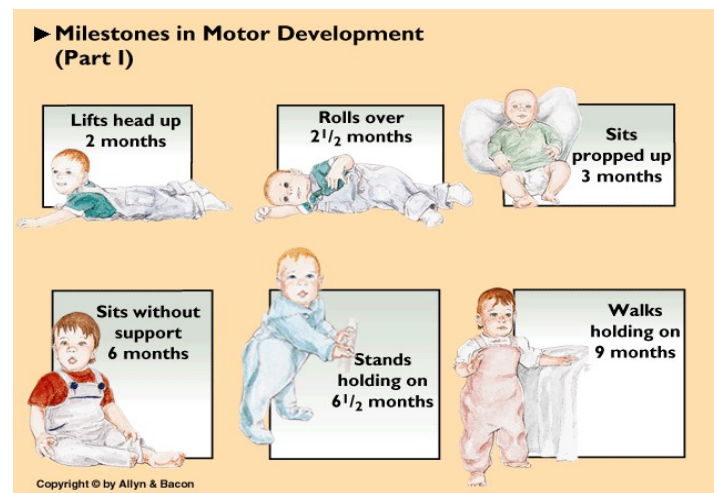 ▶ Milestones in Motor Development
(Part I)
Lifts head up
2 months
Rolls over
2 1/2 months
Sits
propped up
3 months
Sits without
support
6 months
Stands
holding on
6 1/2 months
Walks
holding on
9 months
Copyright © by Allyn & Bacon